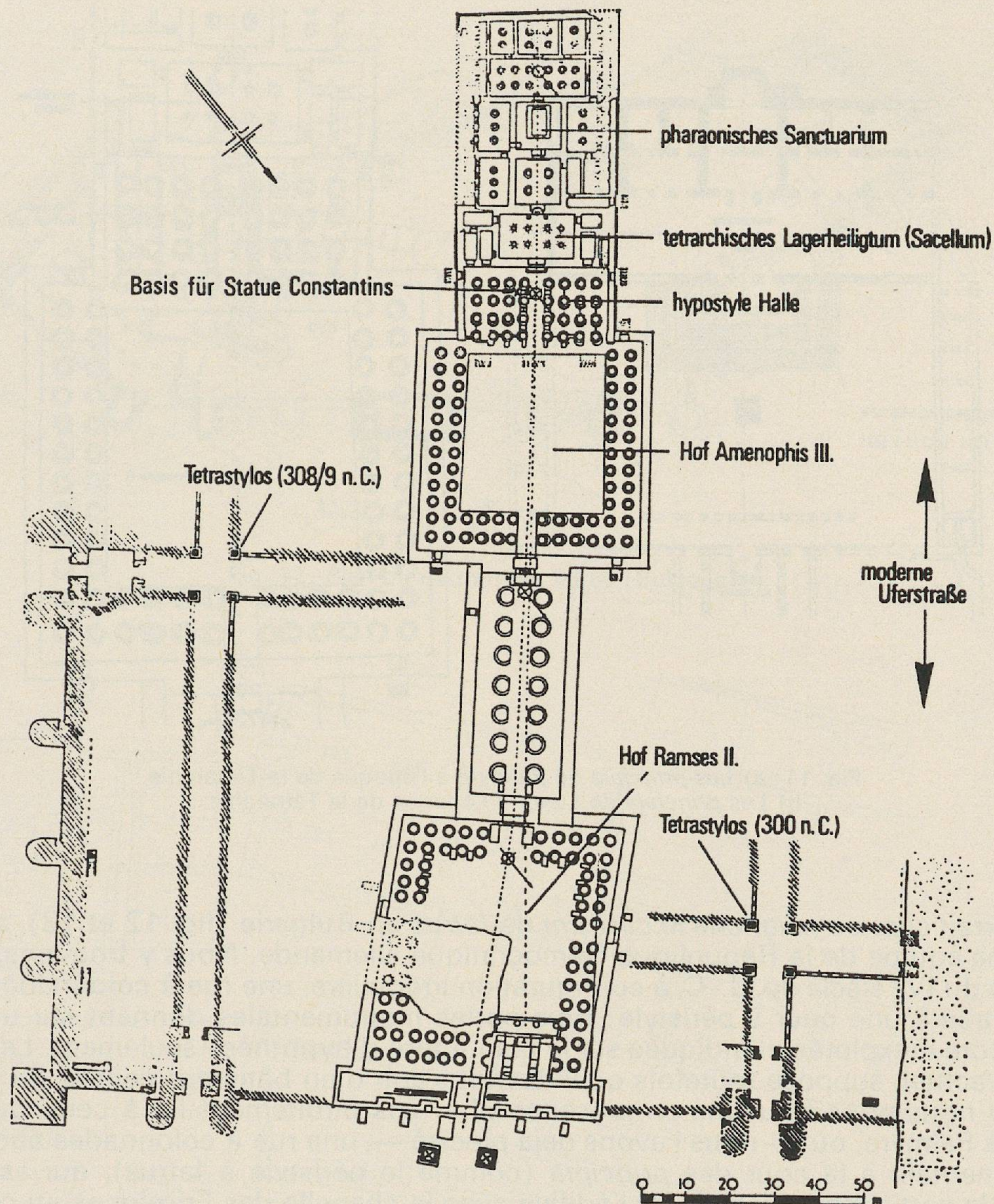 pharaonisches Sanctuarium
tetrarchisches Lagerheiligtum (Sacellum)
Basis für Statue Constantins
hypostyle Halle
Hof Amenophis III.
Tetrastylos (308/9 n.C.)
moderne
Uferstraße
Hof Ramses II.
Tetrastylos (300 n.C.)
0 10 20 30 40 50